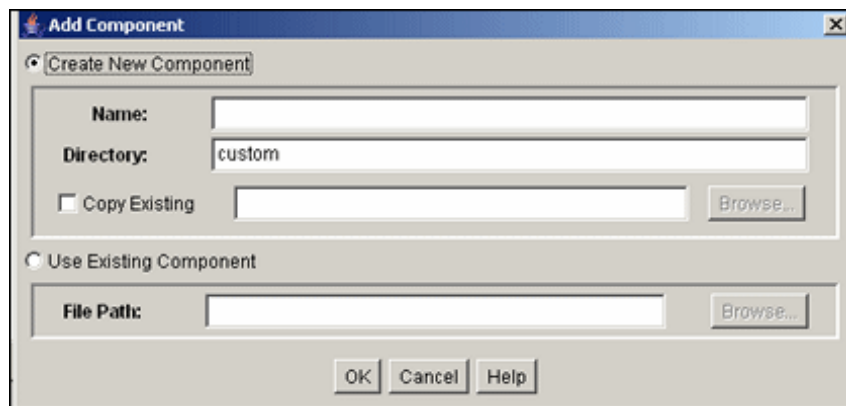 Add Component
Create New Component
Name:
Directory: custom
Copy Existing Browse...
Use Existing Component
File Path: Browse...
OK Cancel Help